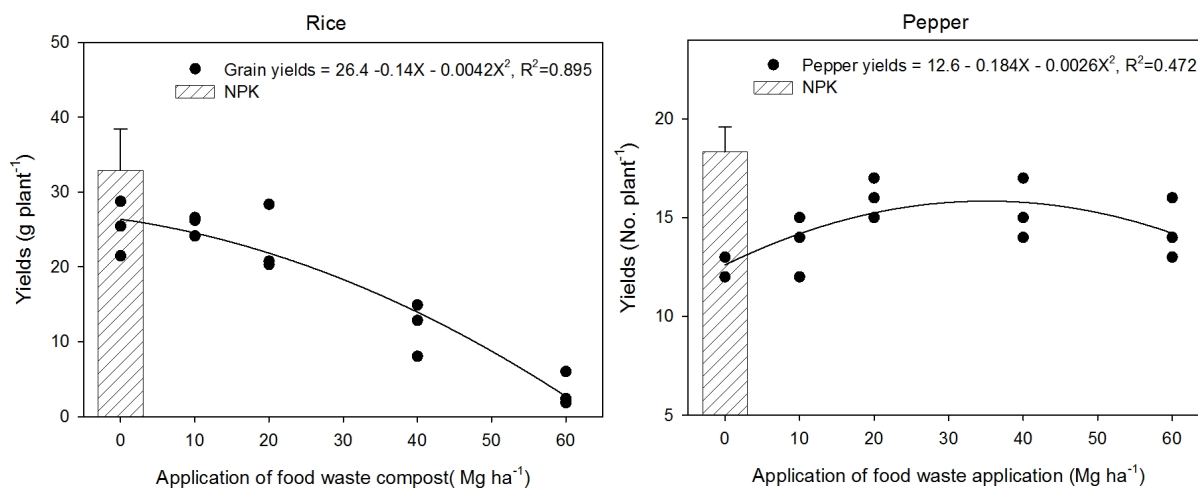 Rice
Grain yields = 26.4 -0.14X - 0.0042X², R²=0.895
NPK
Yields (g plant⁻¹)
50
40
30
20
10
0
0 10 20 30 40 50 60
Application of food waste compost( Mg ha⁻¹)
Pepper
Pepper yields = 12.6 - 0.184X - 0.0026X², R²=0.472
NPK
Yields (No. plant⁻¹)
20
15
10
5
0 10 20 30 40 50 60
Application of food waste application (Mg ha⁻¹)